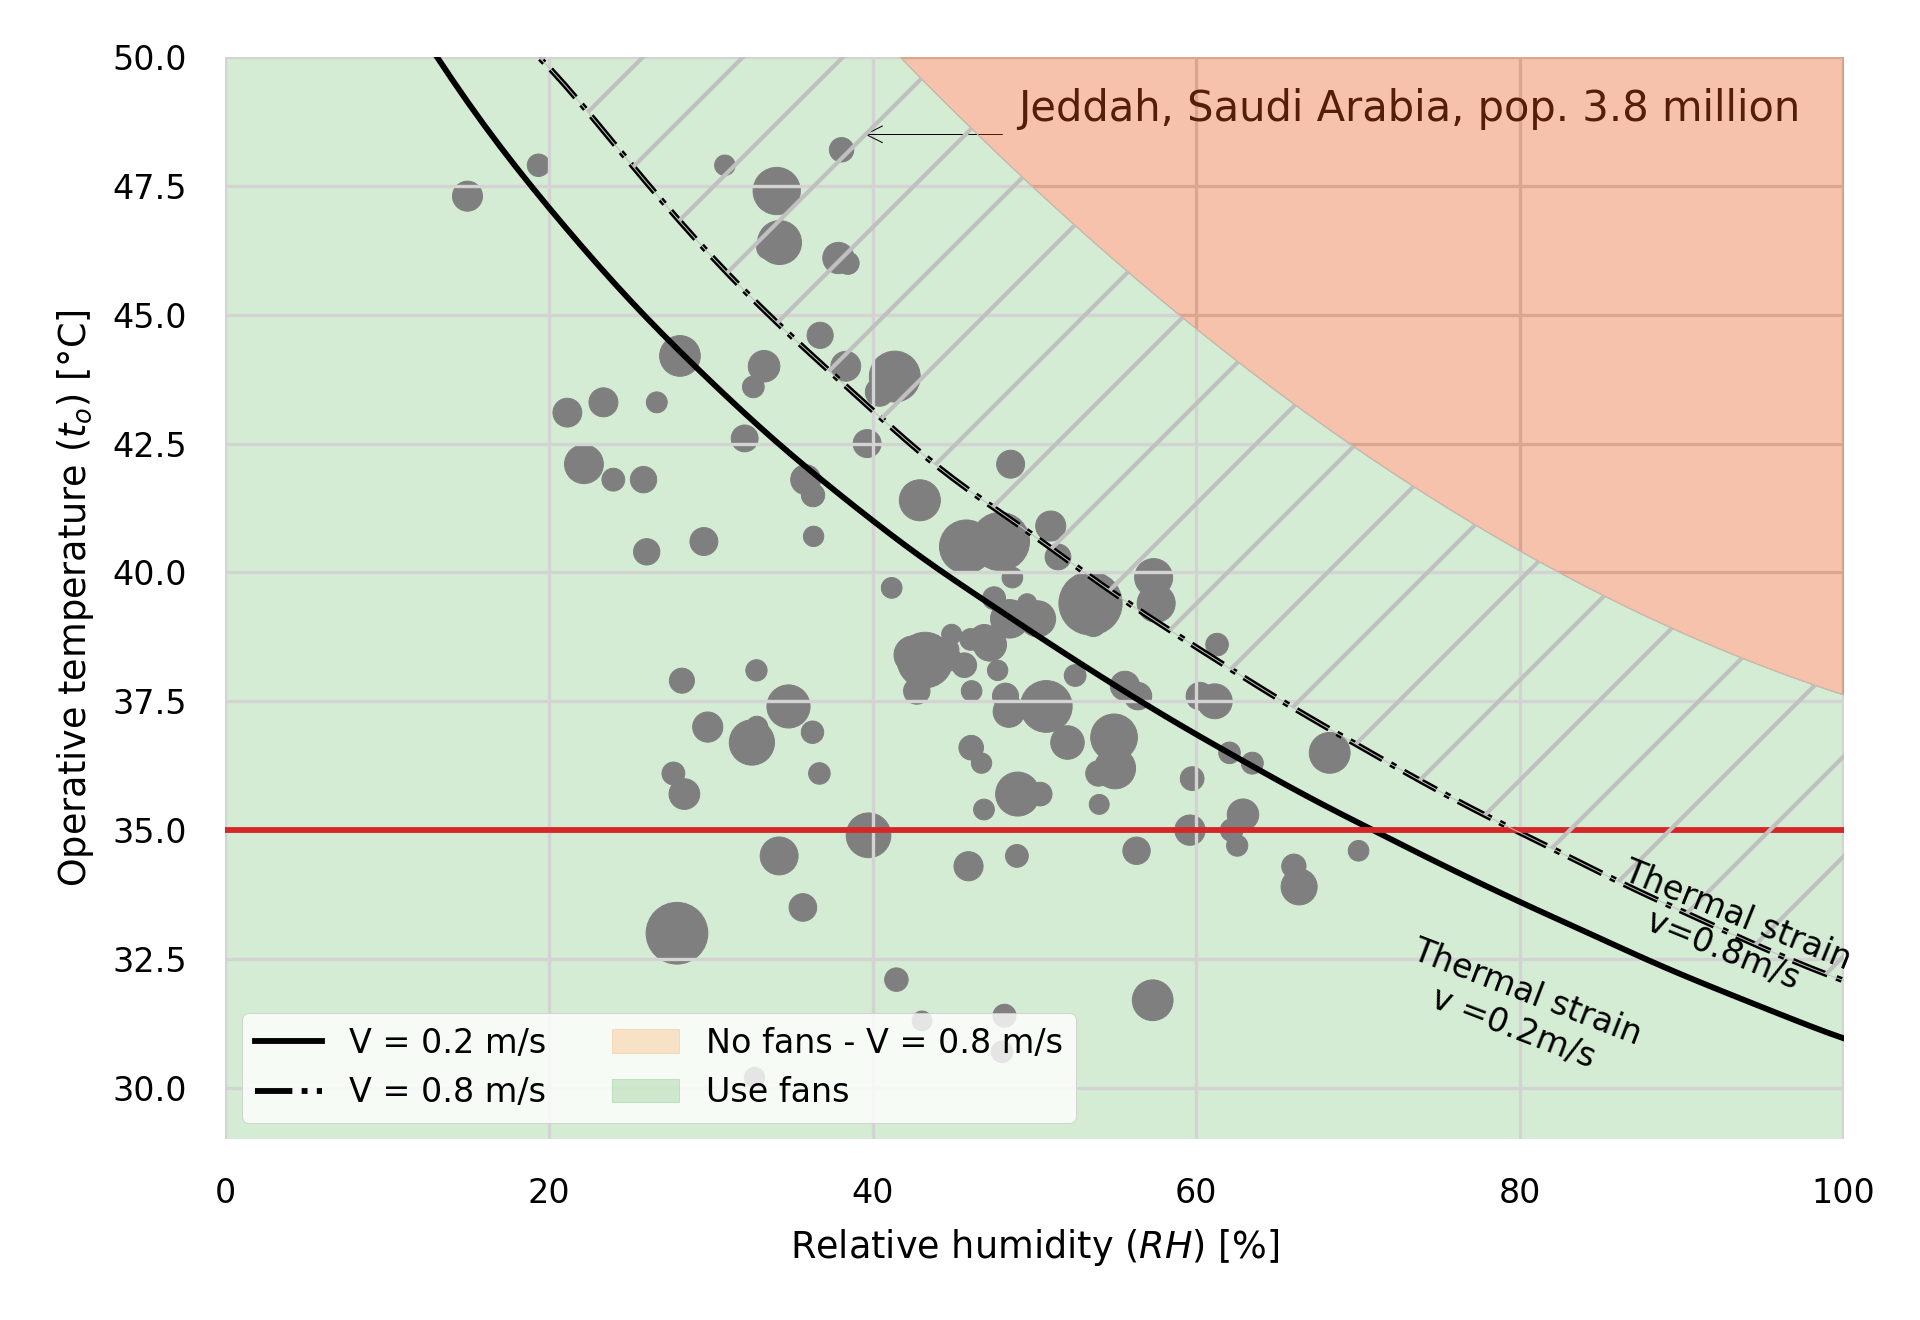 50.0
47.5
45.0
42.5
40.0
37.5
35.0
32.5
30.0
Operative temperature (tₒ) [°C]
Jeddah, Saudi Arabia, pop. 3.8 million
Thermal strain
v=0.8m/s
Thermal strain
v =0.2m/s
V = 0.2 m/s
V = 0.8 m/s
No fans - V = 0.8 m/s
Use fans
0 20 40 60 80 100
Relative humidity (RH) [%]